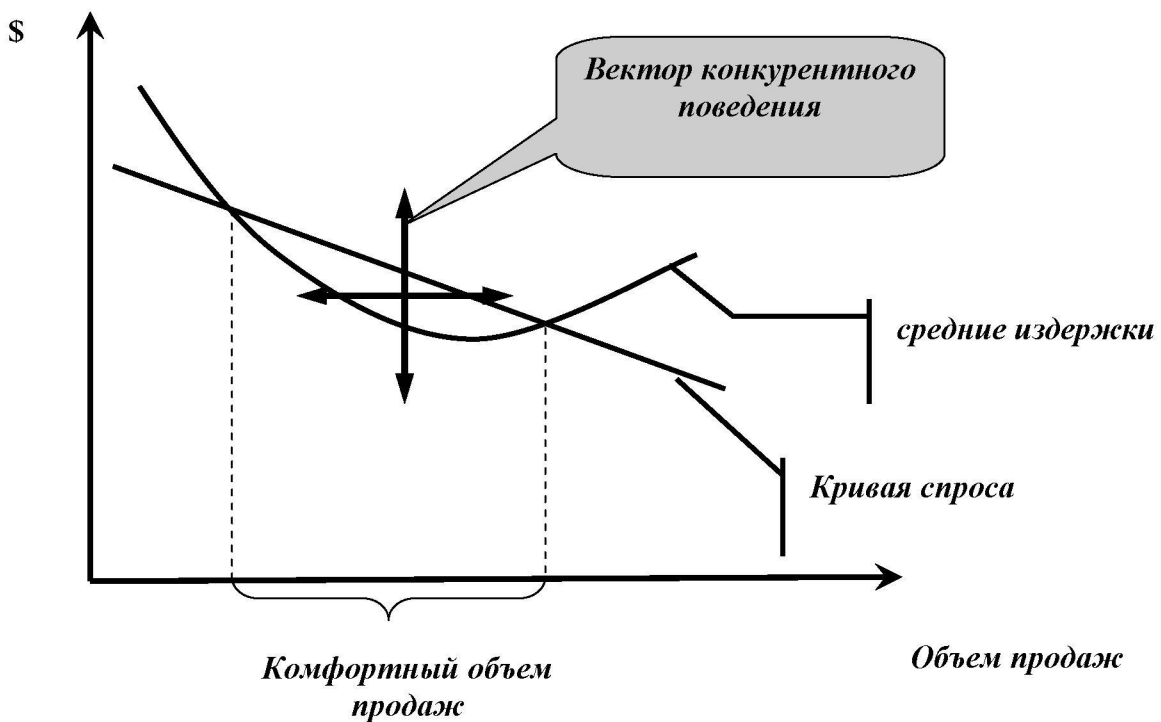 $
Вектор конкурентного
поведения
средние издержки
Кривая спроса
Комфортный объем
продаж
Объем продаж